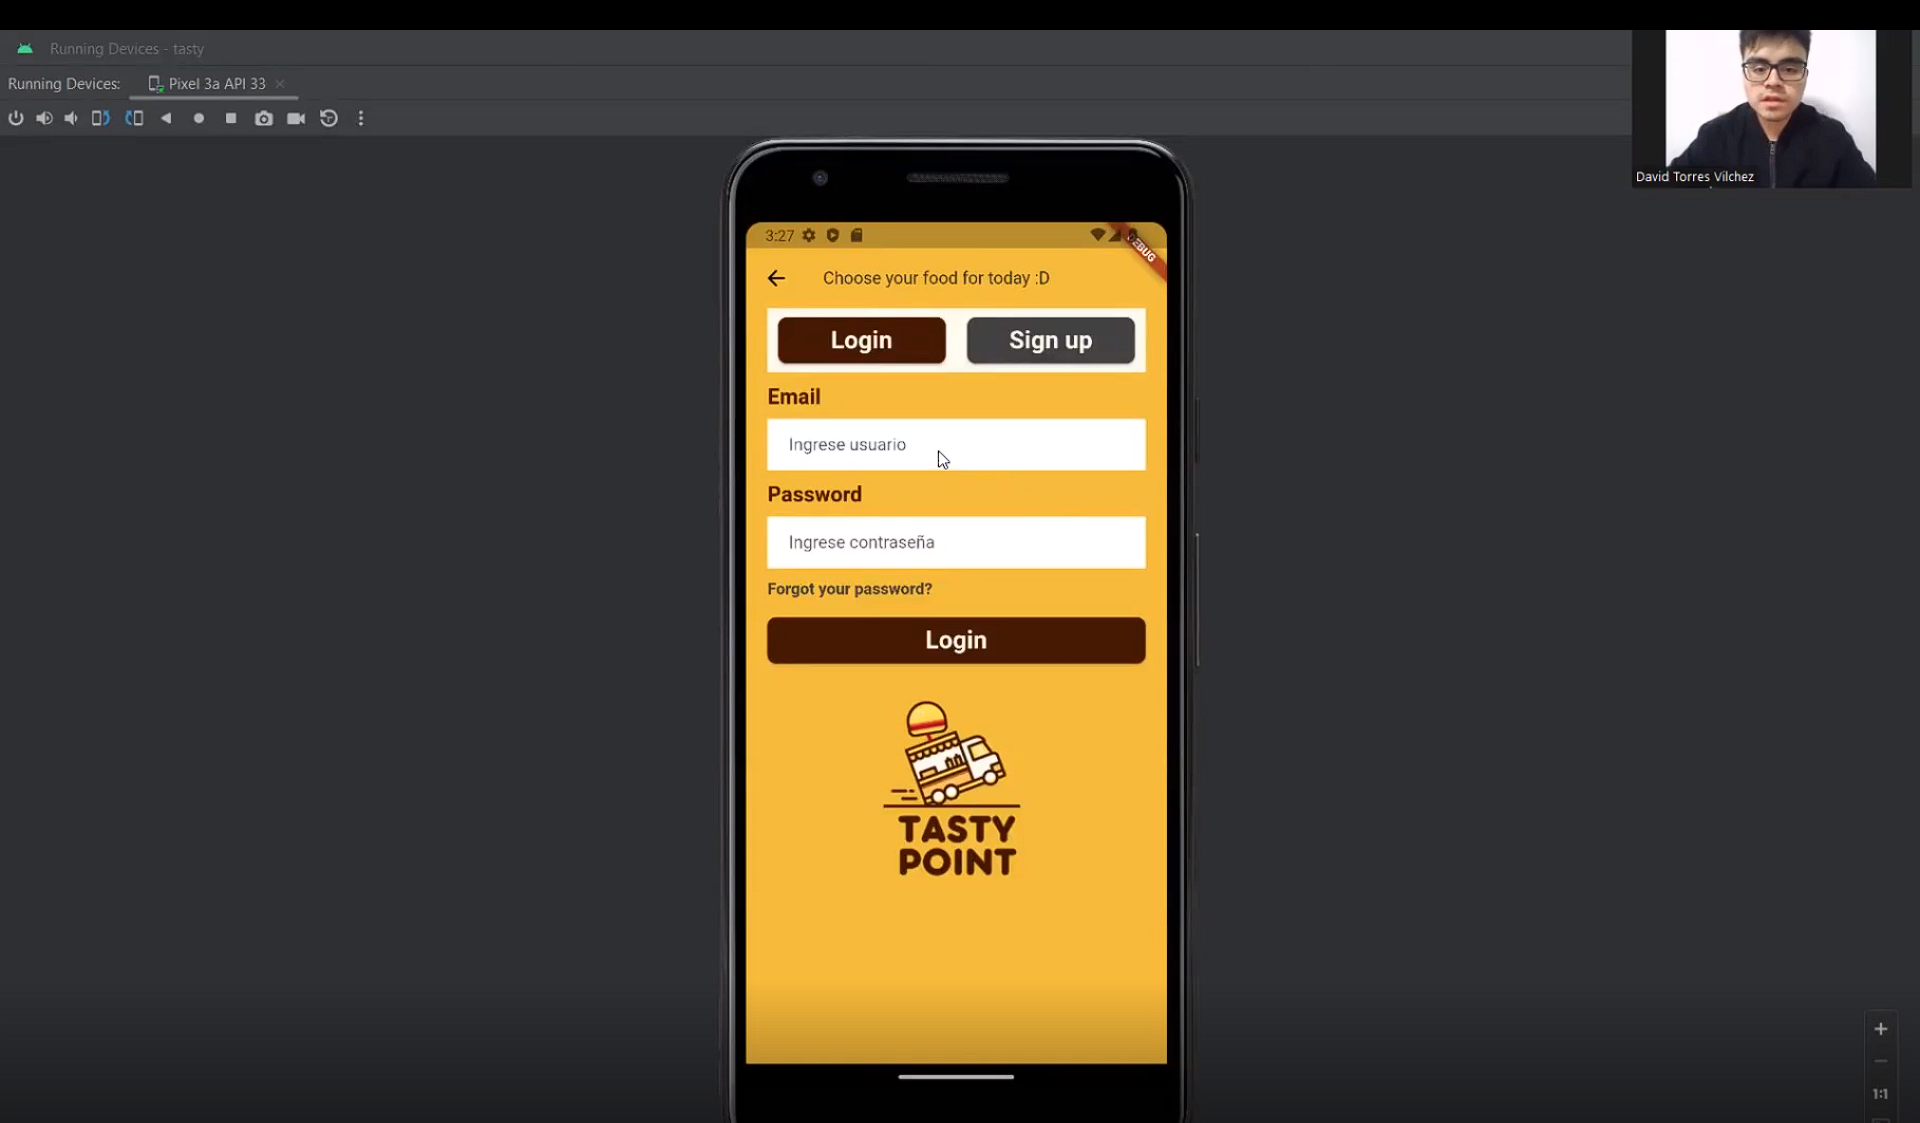 Running Devices - tasty
Running Devices:
Pixel 3a API 33
David Torres Vilchez
3:27
DEBUG
Choose your food for today :D
Login
Sign up
Email
Ingrese usuario
Password
Ingrese contraseña
Forgot your password?
Login
TASTY
POINT
1:1